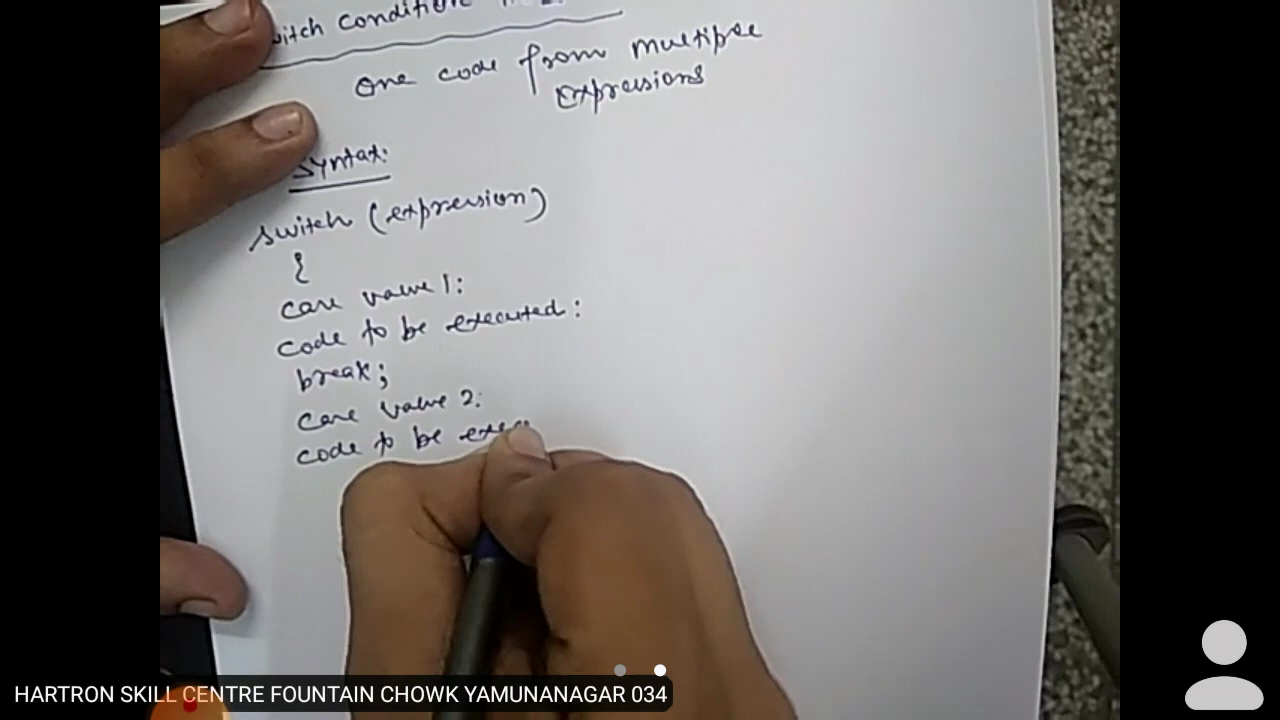 witch condition
one code from multiple
expressions
Syntax:
switch (expression)
{
case value 1:
code to be executed:
break;
case value 2:
code to be exec
HARTRON SKILL CENTRE FOUNTAIN CHOWK YAMUNANAGAR 034